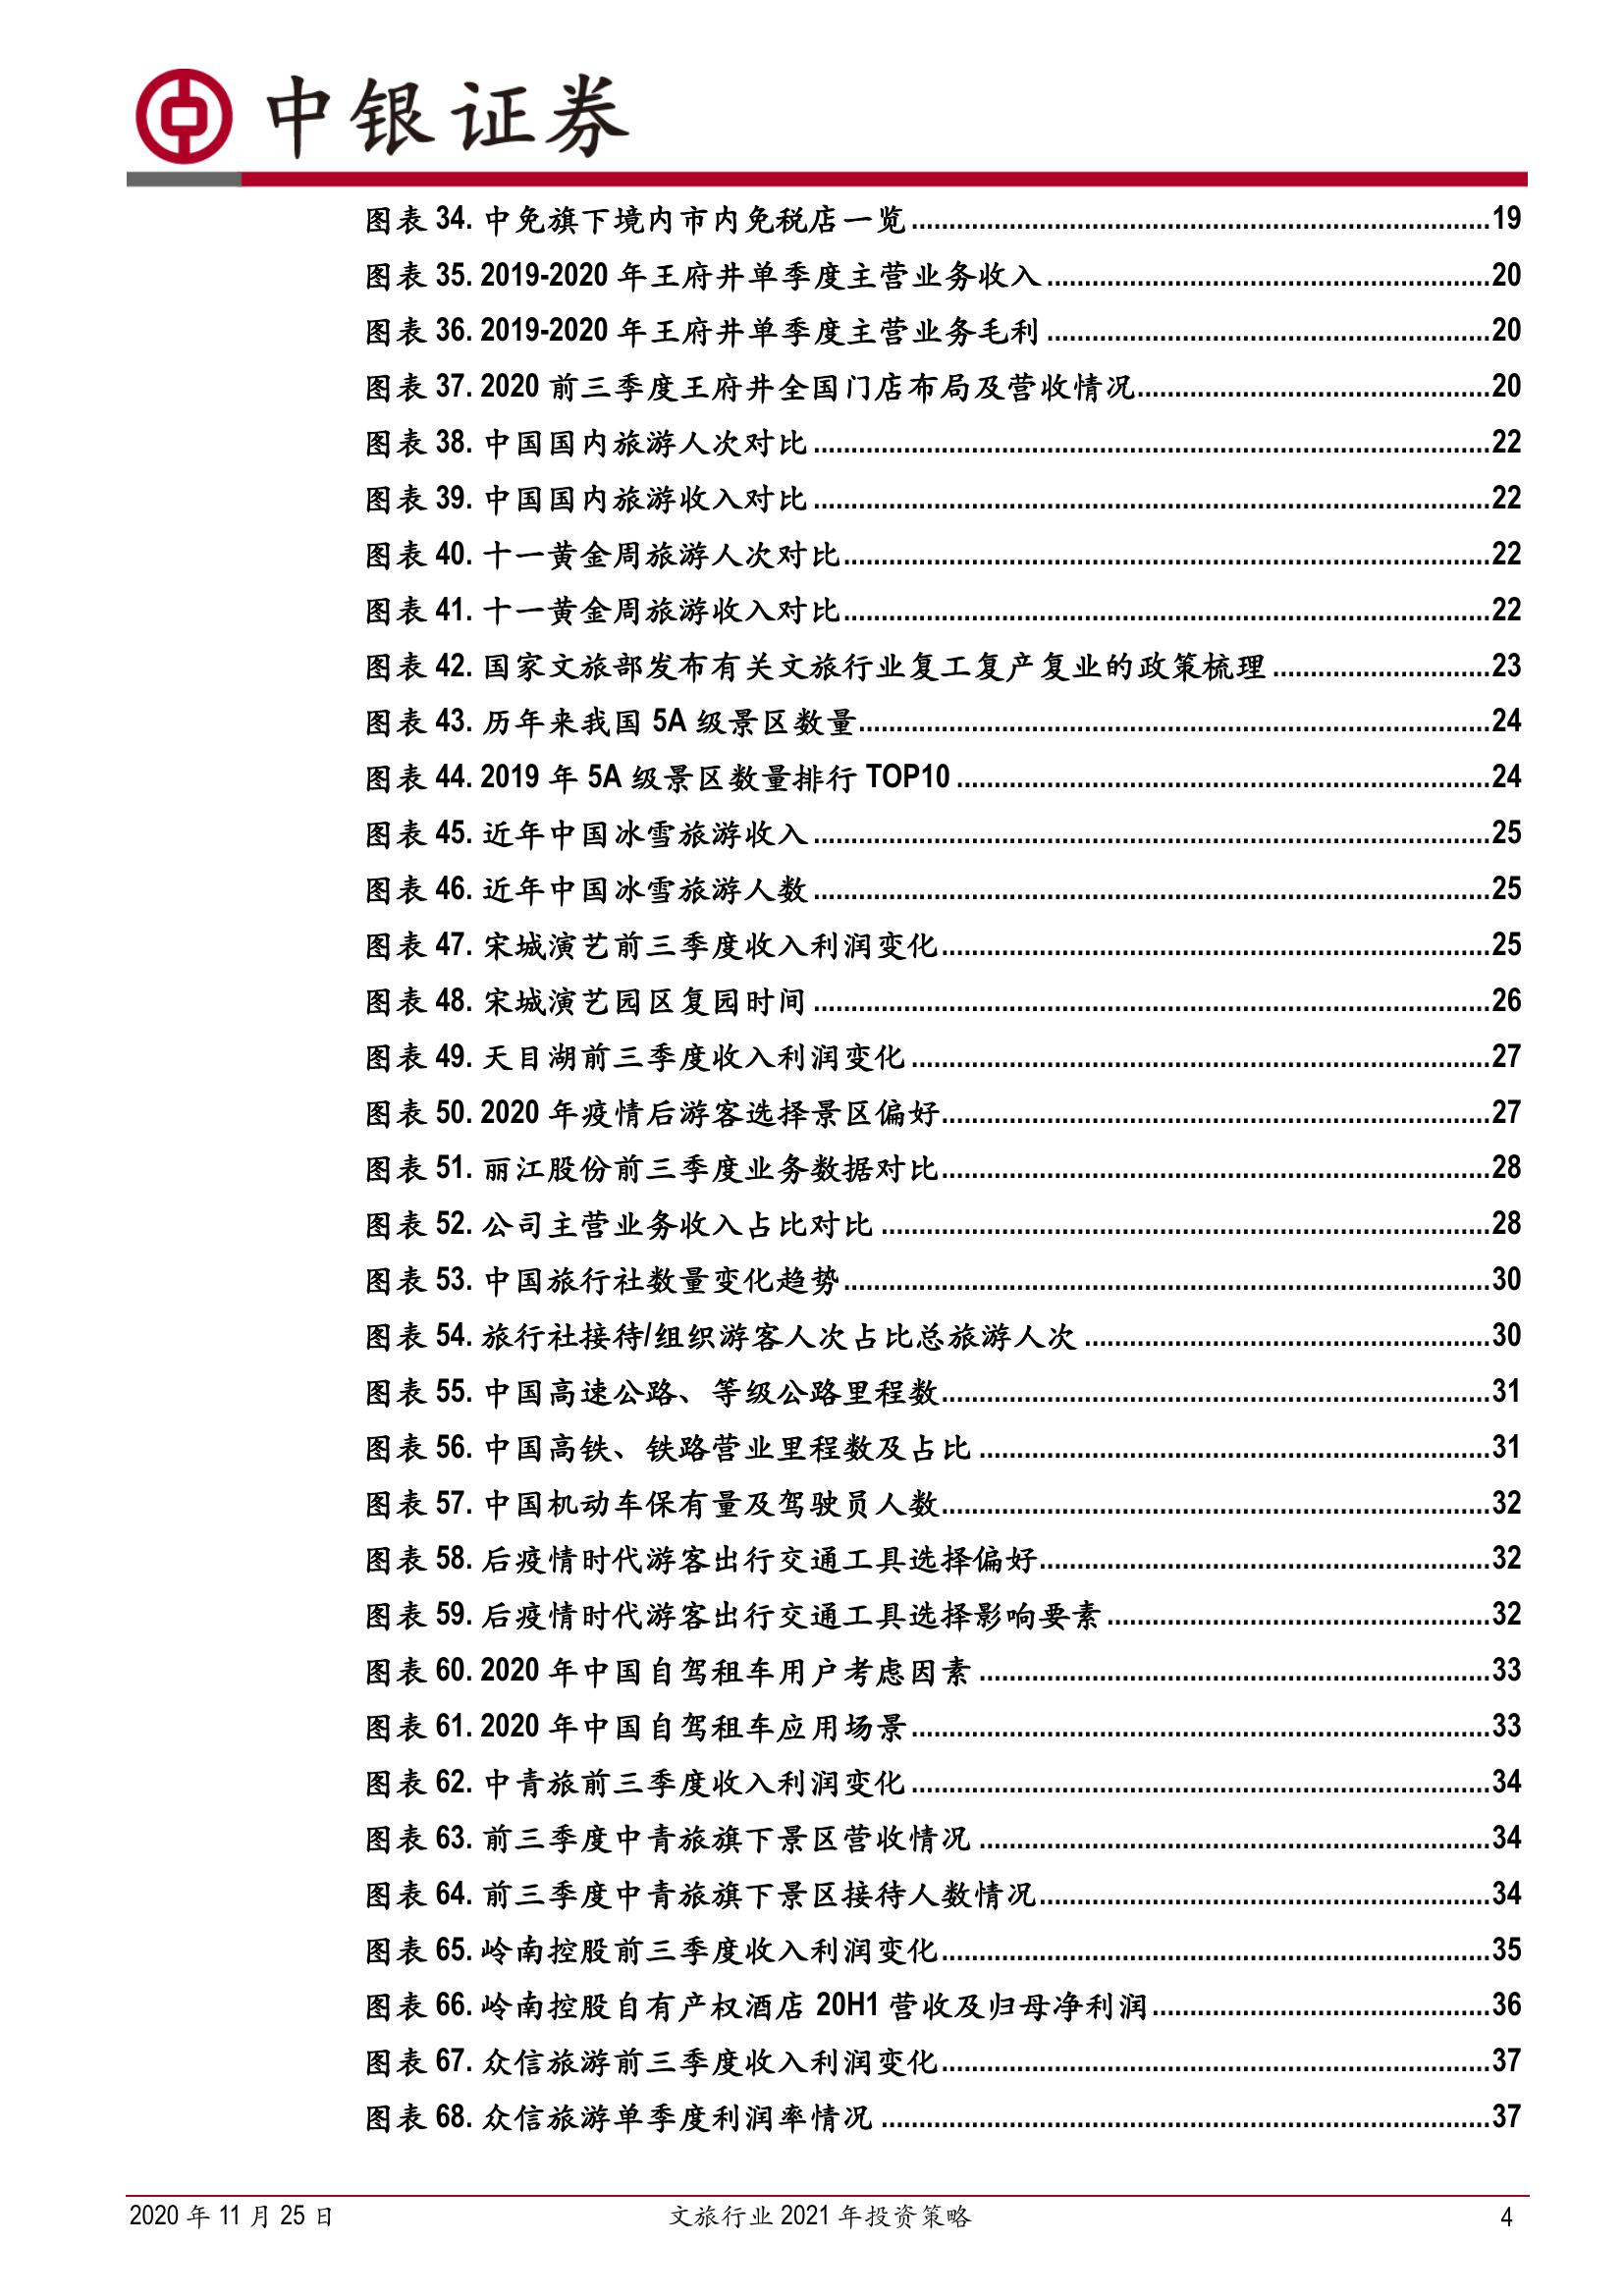 中银证券
图表 34. 中免旗下境内市内免税店一览 ........ 19
图表 35. 2019-2020 年王府井单季度主营业务收入 ........ 20
图表 36. 2019-2020 年王府井单季度主营业务毛利 ........ 20
图表 37. 2020 前三季度王府井全国门店布局及营收情况 ........ 20
图表 38. 中国国内旅游人次对比 ........ 22
图表 39. 中国国内旅游收入对比 ........ 22
图表 40. 十一黄金周旅游人次对比 ........ 22
图表 41. 十一黄金周旅游收入对比 ........ 22
图表 42. 国家文旅部发布有关文旅行业复工复产复业的政策梳理 ........ 23
图表 43. 历年来我国 5A 级景区数量 ........ 24
图表 44. 2019 年 5A 级景区数量排行 TOP10 ........ 24
图表 45. 近年中国冰雪旅游收入 ........ 25
图表 46. 近年中国冰雪旅游人数 ........ 25
图表 47. 宋城演艺前三季度收入利润变化 ........ 25
图表 48. 宋城演艺园区复园时间 ........ 26
图表 49. 天目湖前三季度收入利润变化 ........ 27
图表 50. 2020 年疫情后游客选择景区偏好 ........ 27
图表 51. 丽江股份前三季度业务数据对比 ........ 28
图表 52. 公司主营业务收入占比对比 ........ 28
图表 53. 中国旅行社数量变化趋势 ........ 30
图表 54. 旅行社接待/组织游客人次占比总旅游人次 ........ 30
图表 55. 中国高速公路、等级公路里程数 ........ 31
图表 56. 中国高铁、铁路营业里程数及占比 ........ 31
图表 57. 中国机动车保有量及驾驶员人数 ........ 32
图表 58. 后疫情时代游客出行交通工具选择偏好 ........ 32
图表 59. 后疫情时代游客出行交通工具选择影响要素 ........ 32
图表 60. 2020 年中国自驾租车用户考虑因素 ........ 33
图表 61. 2020 年中国自驾租车应用场景 ........ 33
图表 62. 中青旅前三季度收入利润变化 ........ 34
图表 63. 前三季度中青旅旗下景区营收情况 ........ 34
图表 64. 前三季度中青旅旗下景区接待人数情况 ........ 34
图表 65. 岭南控股前三季度收入利润变化 ........ 35
图表 66. 岭南控股自有产权酒店 20H1 营收及归母净利润 ........ 36
图表 67. 众信旅游前三季度收入利润变化 ........ 37
图表 68. 众信旅游单季度利润率情况 ........ 37
2020 年 11 月 25 日 文旅行业 2021 年投资策略 4